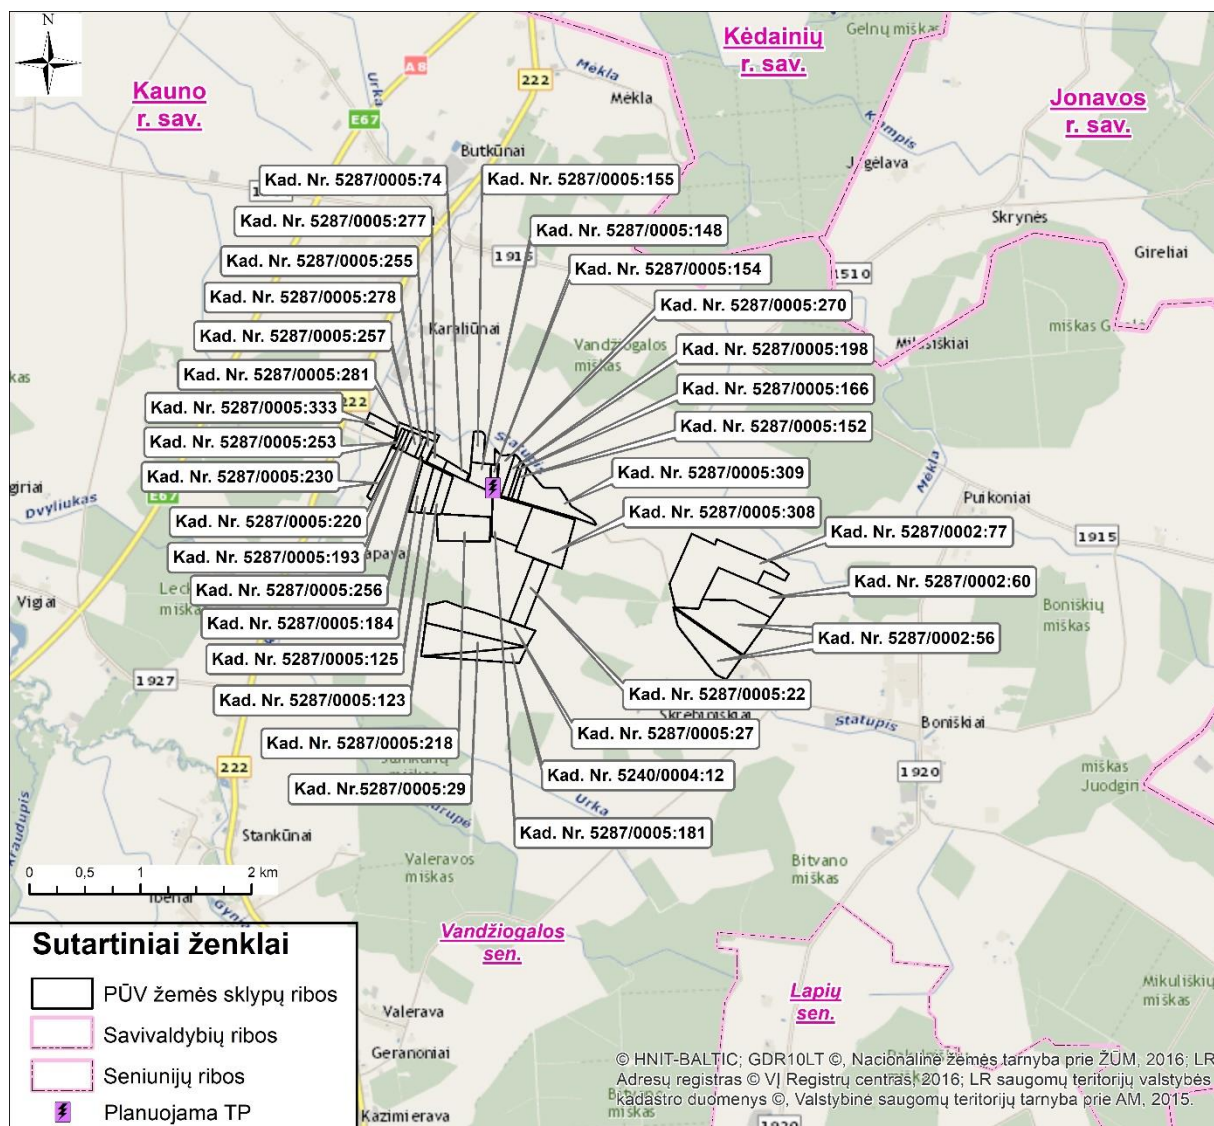 N
Kėdainių
r. sav.
Gelnų miškas
Kauno
r. sav.
Jonavos
r. sav.
A8
222
Urka
Mėkla
Mėkla
E67
Kampis
Butkūnai
Kad. Nr. 5287/0005:74
Kad. Nr. 5287/0005:155
Skrynės
Kad. Nr. 5287/0005:277
Kad. Nr. 5287/0005:148
Gireliai
Kad. Nr. 5287/0005:255
1915
Kad. Nr. 5287/0005:154
1510
Kad. Nr. 5287/0005:278
Kad. Nr. 5287/0005:270
Karaliūnai
miškas
Kad. Nr. 5287/0005:257
Vandžiogalos
miškas
Kad. Nr. 5287/0005:198
Kad. Nr. 5287/0005:281
Kad. Nr. 5287/0005:166
Kad. Nr. 5287/0005:333
222
Kad. Nr. 5287/0005:152
Kad. Nr. 5287/0005:253
Statupis
Kad. Nr. 5287/0005:230
Kad. Nr. 5287/0005:309
Mėkla
Dvyliukas
E67
Puikoniai
Kad. Nr. 5287/0005:220
Kad. Nr. 5287/0005:308
Kad. Nr. 5287/0002:77
1915
Kad. Nr. 5287/0005:193
Kad. Nr. 5287/0005:256
Kad. Nr. 5287/0002:60
Vigiai
Boniškių
miškas
Kad. Nr. 5287/0005:184
Kad. Nr. 5287/0002:56
Kad. Nr. 5287/0005:125
1927
Kad. Nr. 5287/0005:123
Kad. Nr. 5287/0005:22
Skrebiniškiai
Statupis
Boniškiai
Kad. Nr. 5287/0005:218
Kad. Nr. 5287/0005:27
222
Kad. Nr. 5240/0004:12
1920
miškas
Kad. Nr.5287/0005:29
Urka
Stankūnai
Kad. Nr. 5287/0005:181
Valeravos
miškas
Bitvano
miškas
0 0,5 1 2 km
Vandžiogalos
sen.
Lapių
sen.
Sutartiniai ženklai
PŪV žemės sklypų ribos
Savivaldybių ribos
Seniunijų ribos
Planuojama TP
Valerava
Geranoniai
Kazimierava
miškas
© HNIT-BALTIC; GDR10LT ©, Nacionalinė žemės tarnyba prie ŽŪM, 2016; LR
Adresų registras © VĮ Registrų centras, 2016; LR saugomų teritorijų valstybės
kadastro duomenys ©, Valstybinė saugomų teritorijų tarnyba prie AM, 2015.
1920